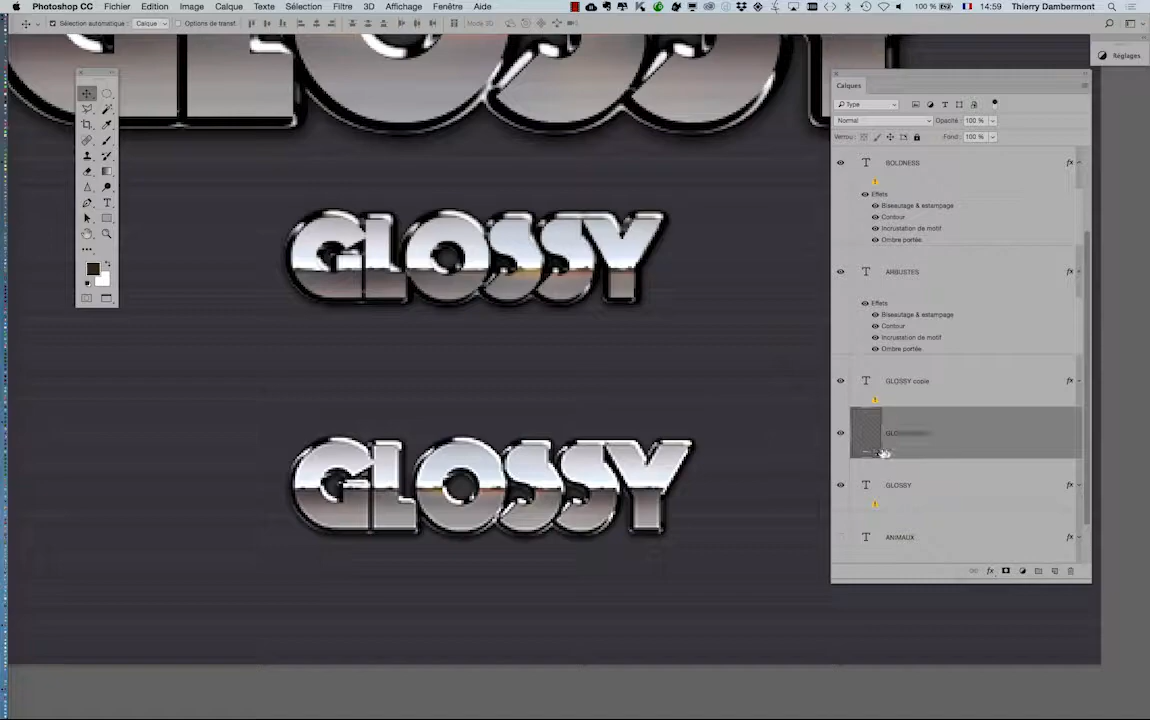 Photoshop CC Fichier Edition Image Calque Texte Sélection Filtre 3D Affichage Fenêtre Aide 100 % 14:59 Thierry Dambermont
Sélection automatique : Calque Options de transf. Mode 3D :
Réglages
Calques
Type
Normal Opacité : 100 %
Verrou : Fond : 100 %
BOLDNESS
Effets
Biseautage & estampage
Contour
Incrustation de motif
Ombre portée
ARBUSTES
Effets
Biseautage & estampage
Contour
Incrustation de motif
Ombre portée
GLOSSY copie
GLOSSY
ANIMAUX
GLOSSY
GLOSSY